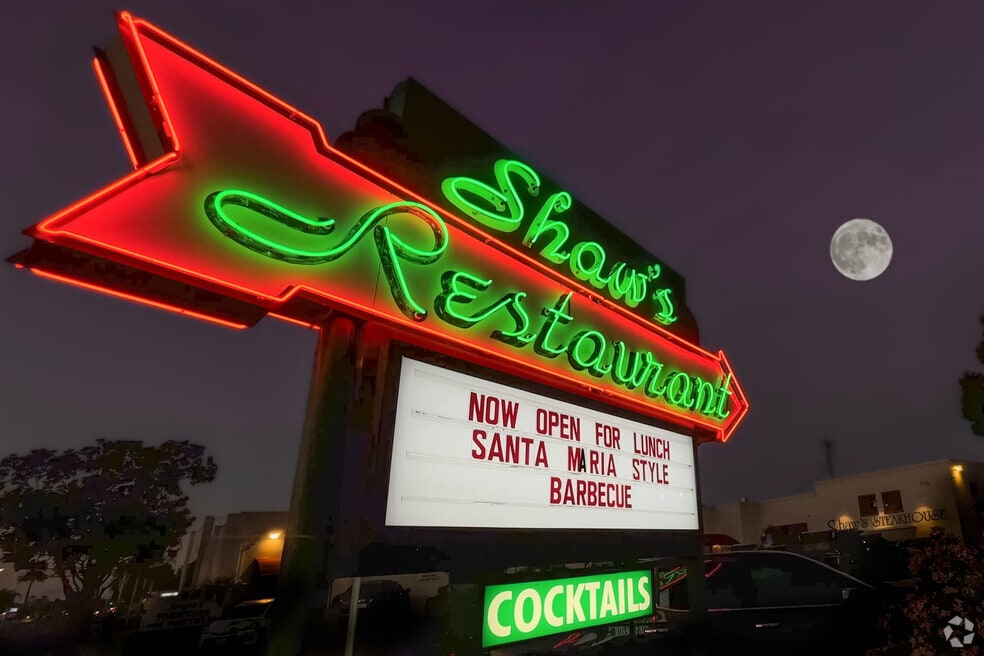 Shaw's
Restaurant
NOW OPEN FOR LUNCH
SANTA MARIA STYLE
BARBECUE
COCKTAILS
Shaw's STEAKHOUSE